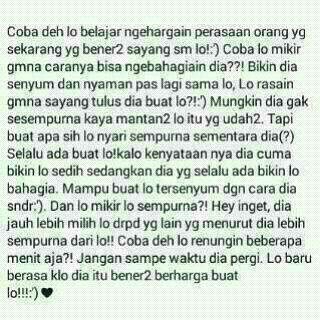 Coba deh lo belajar ngehargain perasaan orang yg
sekarang yg bener2 sayang sm lo!:') Coba lo mikir
gmna caranya bisa ngebahagiain dia??! Bikin dia
senyum dan nyaman pas lagi sama lo, Lo rasain
gmna sayang tulus dia buat lo?!:') Mungkin dia gak
sesempurna kaya mantan2 lo itu yg udah2. Tapi
buat apa sih lo nyari sempurna sementara dia(?)
Selalu ada buat lo!kalo kenyataan nya dia cuma
bikin lo sedih sedangkan dia yg selalu ada bikin lo
bahagia. Mampu buat lo tersenyum dgn cara dia
sndr:'). Dan lo mikir lo sempurna?! Hey inget, dia
jauh lebih milih lo drpd yg lain yg menurut dia lebih
sempurna dari lo!! Coba deh lo renungin beberapa
menit aja?! Jangan sampe waktu dia pergi. Lo baru
berasa klo dia itu bener2 berharga buat
lo!!!:') ♥